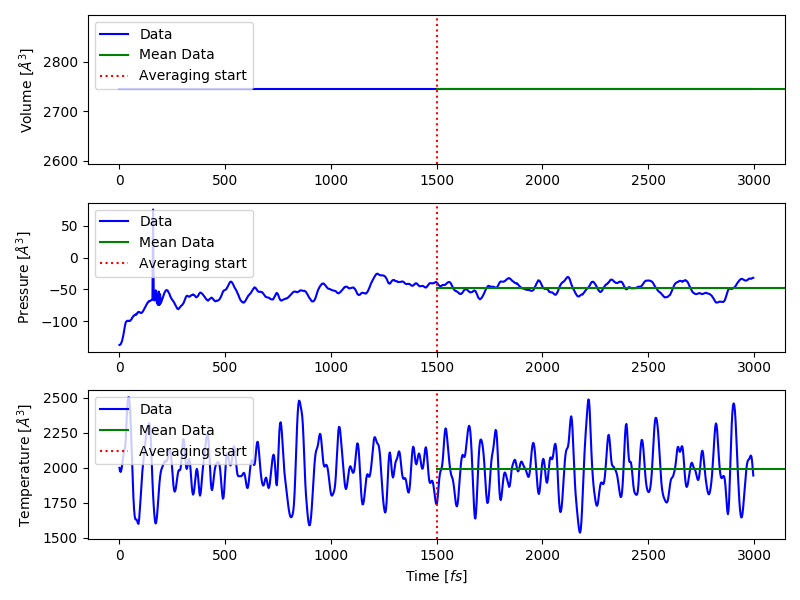 Volume [Å³]
2800
2700
2600
Data
Mean Data
Averaging start
0 500 1000 1500 2000 2500 3000
Pressure [Å³]
50
0
−50
−100
Data
Mean Data
Averaging start
0 500 1000 1500 2000 2500 3000
Temperature [Å³]
2500
2250
2000
1750
1500
Data
Mean Data
Averaging start
0 500 1000 1500 2000 2500 3000
Time [fs]